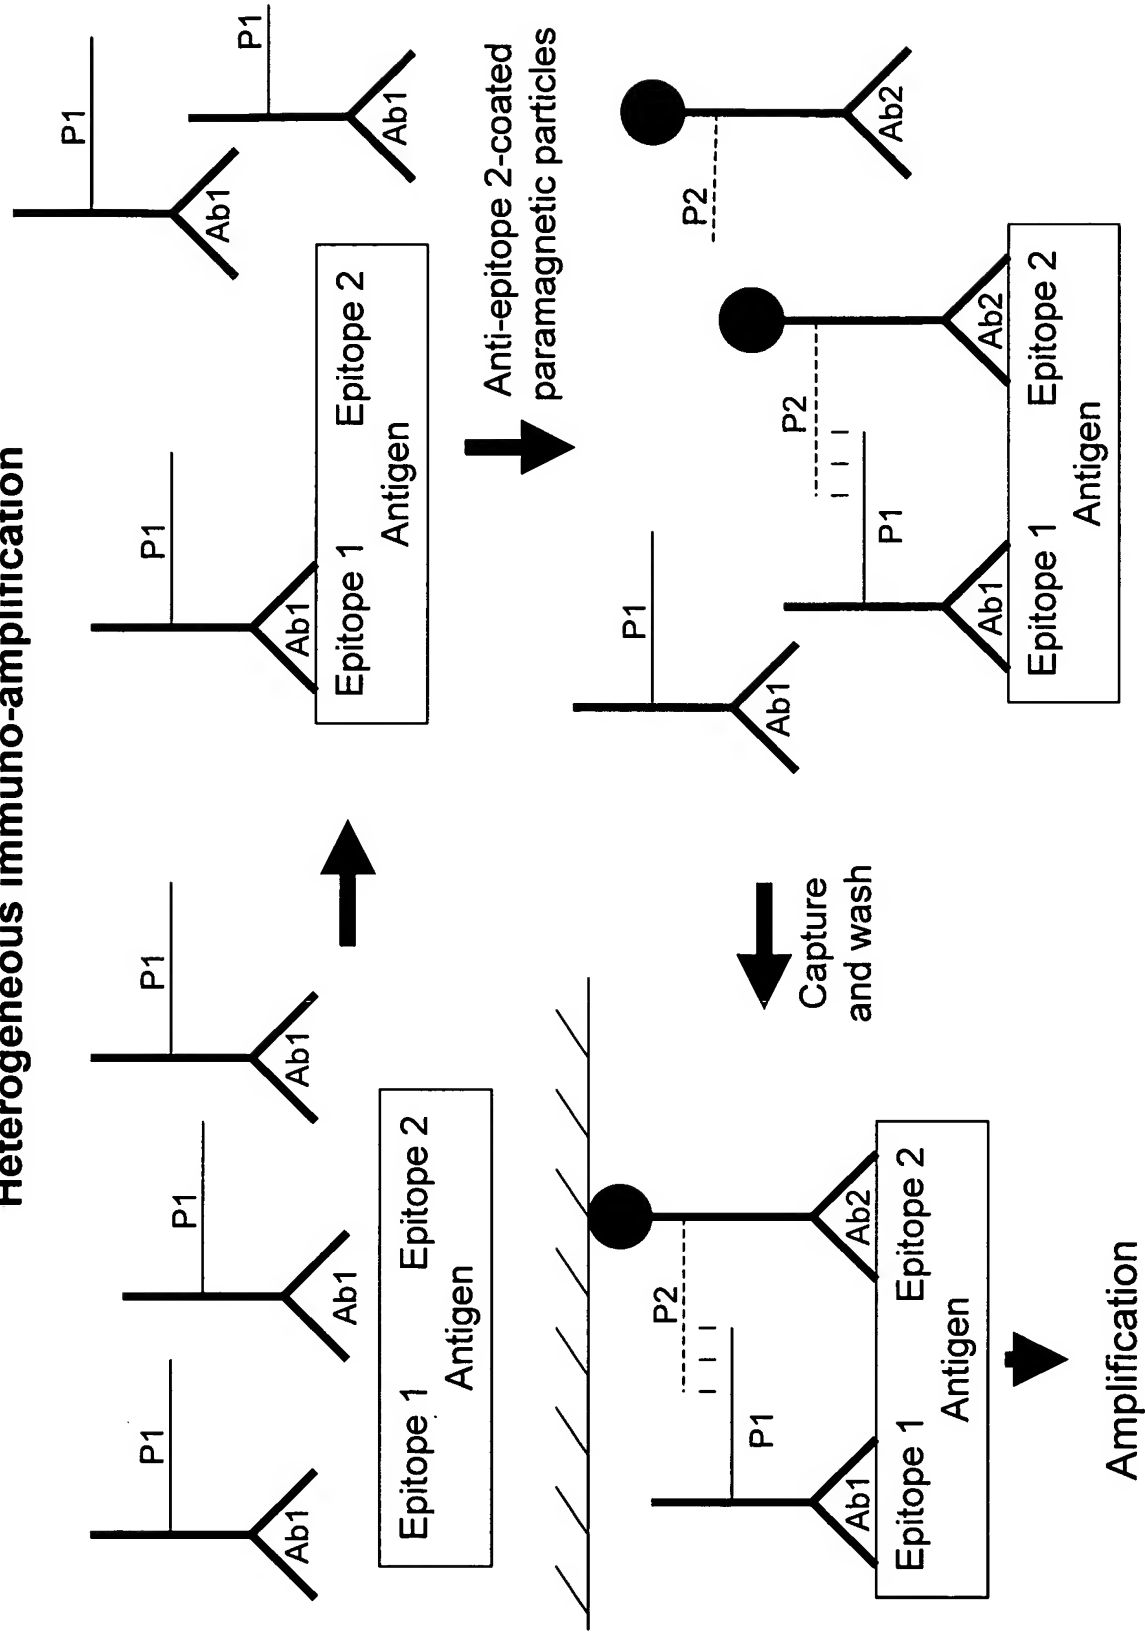 Heterogeneous immuno-amplification
P1
P1
P1
Ab1
Ab1
Ab1
Epitope 1 Epitope 2
Antigen
P1
P1
P1
Ab1
Ab1
Ab1
Epitope 1 Epitope 2
Antigen
Anti-epitope 2-coated
paramagnetic particles
P1
Ab1
P2
P1
P2
Ab1
Ab2
Ab2
Epitope 1 Epitope 2
Antigen
Capture
and wash
P2
P1
Ab1
Ab2
Epitope 1 Epitope 2
Antigen
Amplification